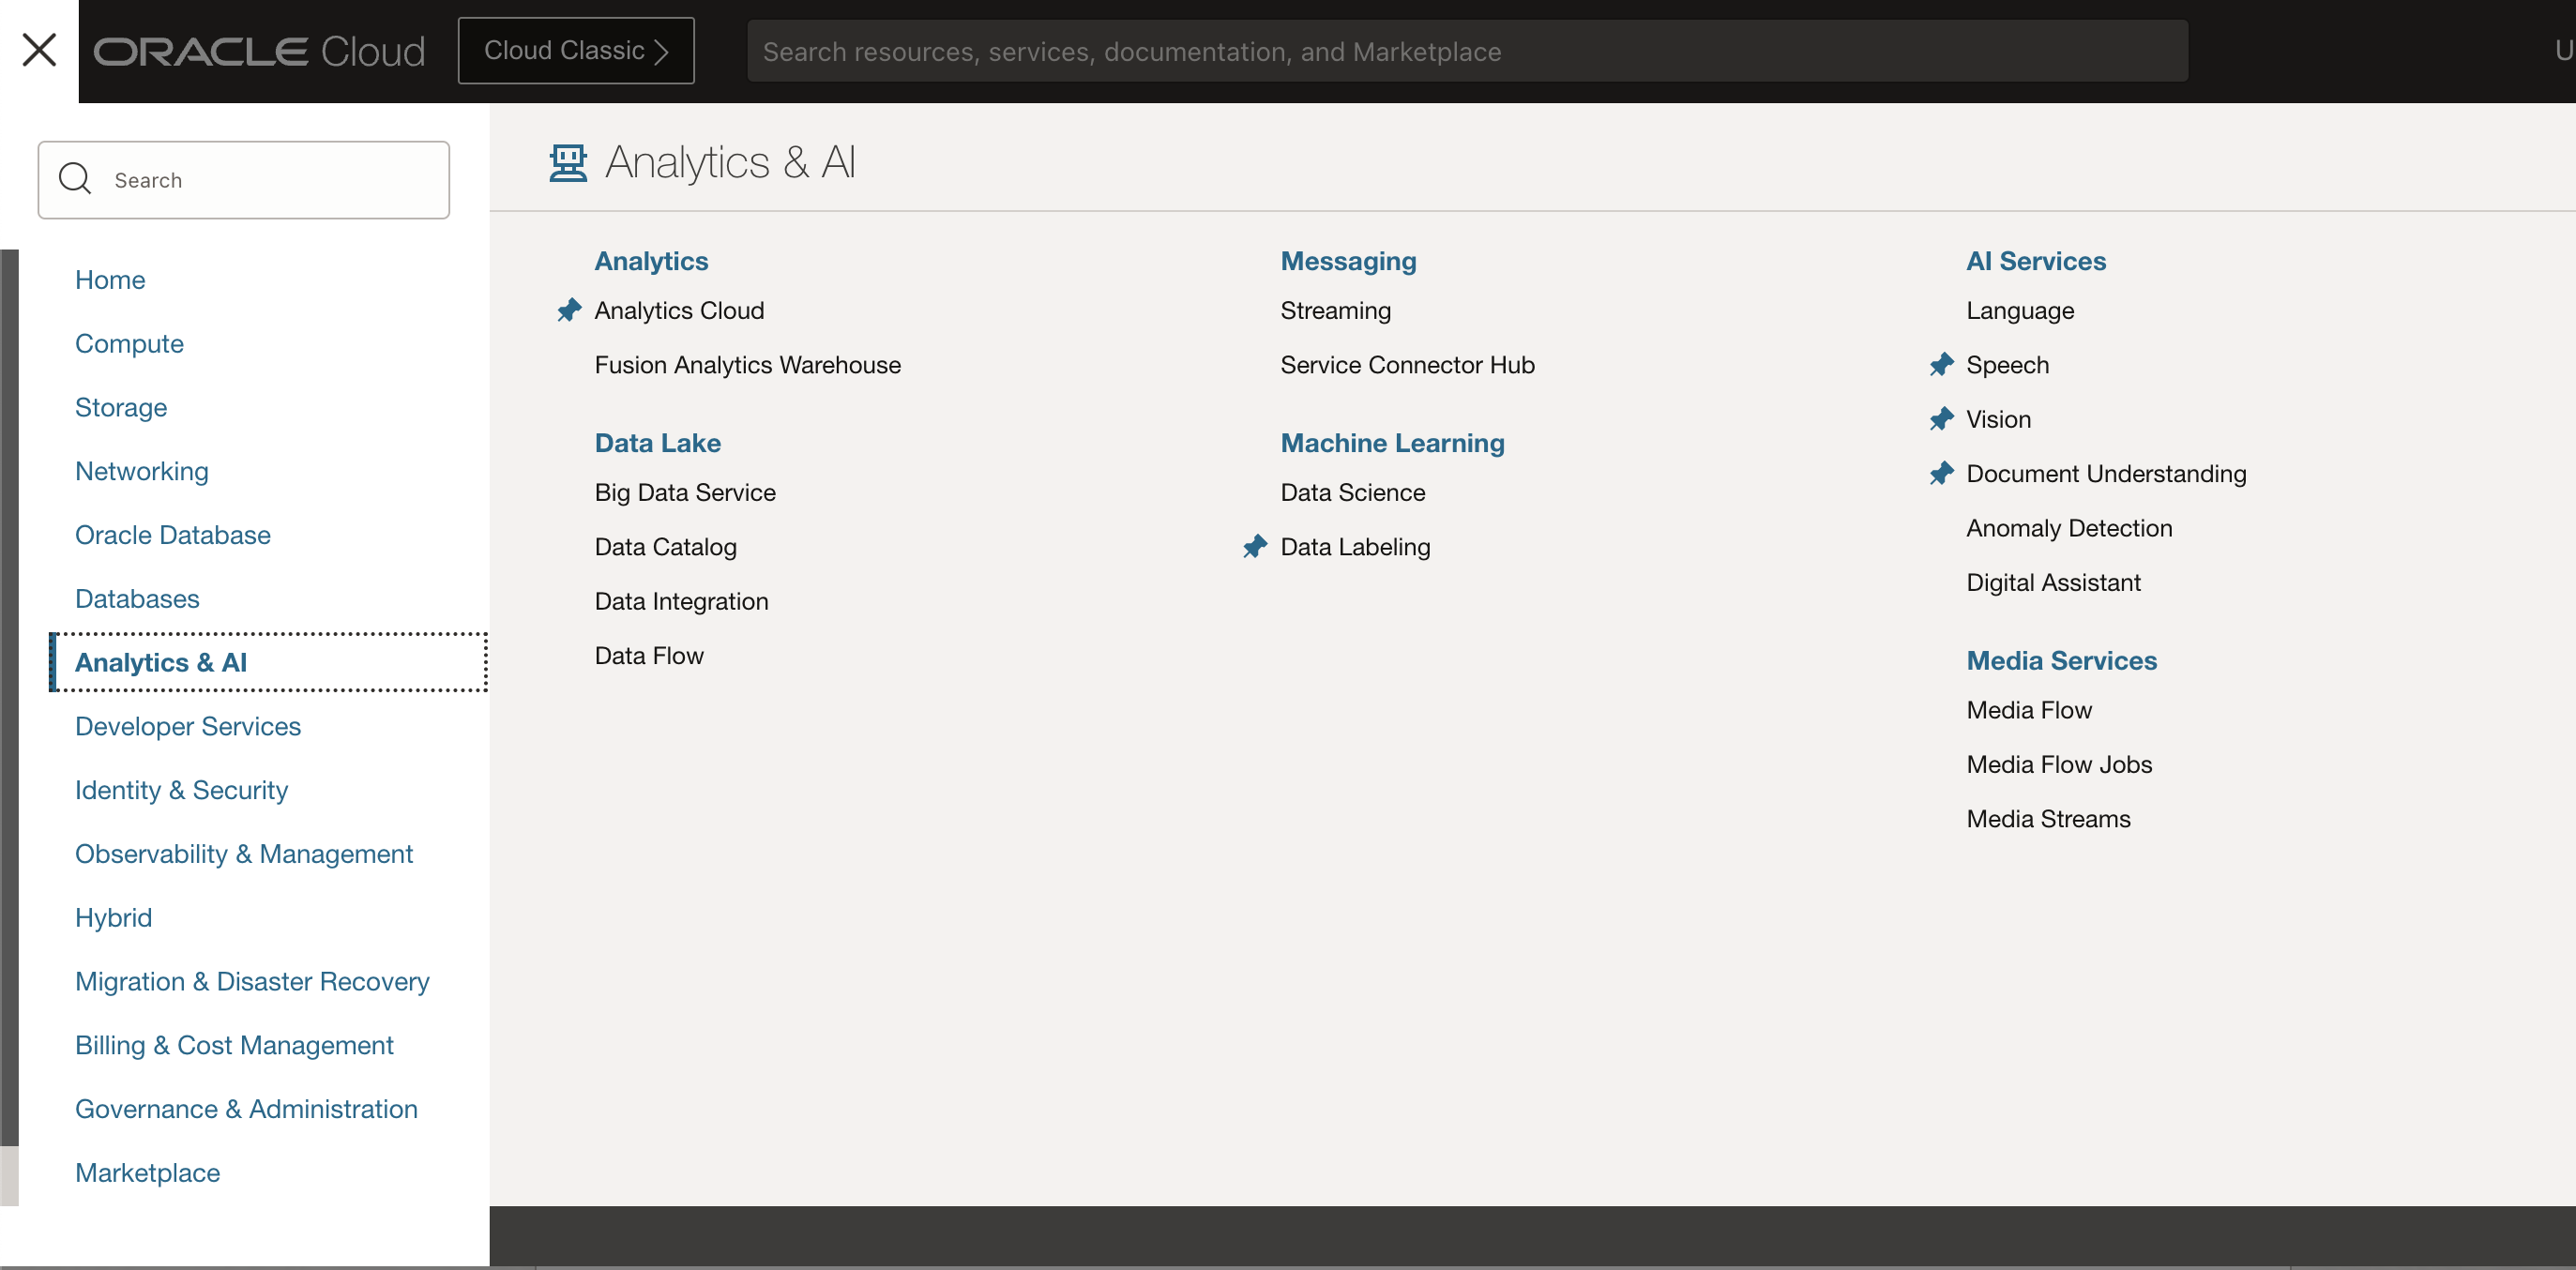 ORACLE Cloud
Cloud Classic
Search resources, services, documentation, and Marketplace
U
Search
Home
Compute
Storage
Networking
Oracle Database
Databases
Analytics & AI
Developer Services
Identity & Security
Observability & Management
Hybrid
Migration & Disaster Recovery
Billing & Cost Management
Governance & Administration
Marketplace
Analytics & AI
Analytics
Analytics Cloud
Fusion Analytics Warehouse
Data Lake
Big Data Service
Data Catalog
Data Integration
Data Flow
Messaging
Streaming
Service Connector Hub
Machine Learning
Data Science
Data Labeling
AI Services
Language
Speech
Vision
Document Understanding
Anomaly Detection
Digital Assistant
Media Services
Media Flow
Media Flow Jobs
Media Streams